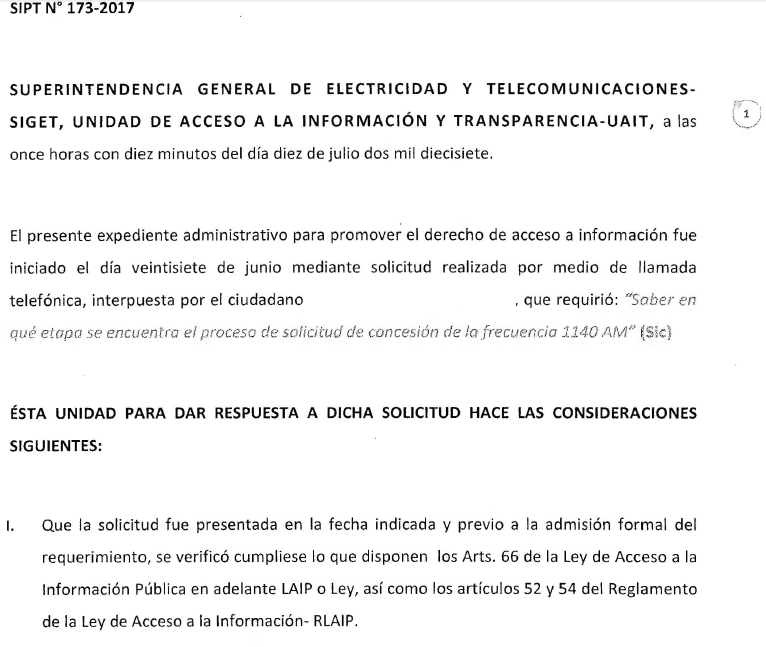 SIPT N° 173-2017
SUPERINTENDENCIA GENERAL DE ELECTRICIDAD Y TELECOMUNICACIONES-
SIGET, UNIDAD DE ACCESO A LA INFORMACIÓN Y TRANSPARENCIA-UAIT, a las
1
once horas con diez minutos del día diez de julio dos mil diecisiete.
El presente expediente administrativo para promover el derecho de acceso a información fue
iniciado el día veintisiete de junio mediante solicitud realizada por medio de llamada
telefónica, interpuesta por el ciudadano , que requirió: “Saber en
qué etapa se encuentra el proceso de solicitud de concesión de la frecuencia 1140 AM” (Sic)
ÉSTA UNIDAD PARA DAR RESPUESTA A DICHA SOLICITUD HACE LAS CONSIDERACIONES
SIGUIENTES:
I. Que la solicitud fue presentada en la fecha indicada y previo a la admisión formal del
requerimiento, se verificó cumpliese lo que disponen los Arts. 66 de la Ley de Acceso a la
Información Pública en adelante LAIP o Ley, así como los artículos 52 y 54 del Reglamento
de la Ley de Acceso a la Información- RLAIP.